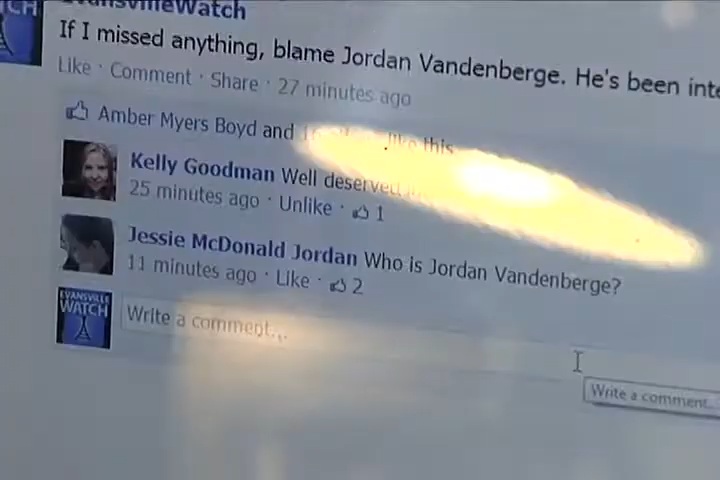 EvansvilleWatch
If I missed anything, blame Jordan Vandenberge. He's been inte
Like · Comment · Share · 27 minutes ago
Amber Myers Boyd and like this.
Kelly Goodman Well deserved
25 minutes ago · Unlike · 1
Jessie McDonald Jordan Who is Jordan Vandenberge?
11 minutes ago · Like · 2
EVANSVILLE
WATCH
Write a comment...
Write a comment...